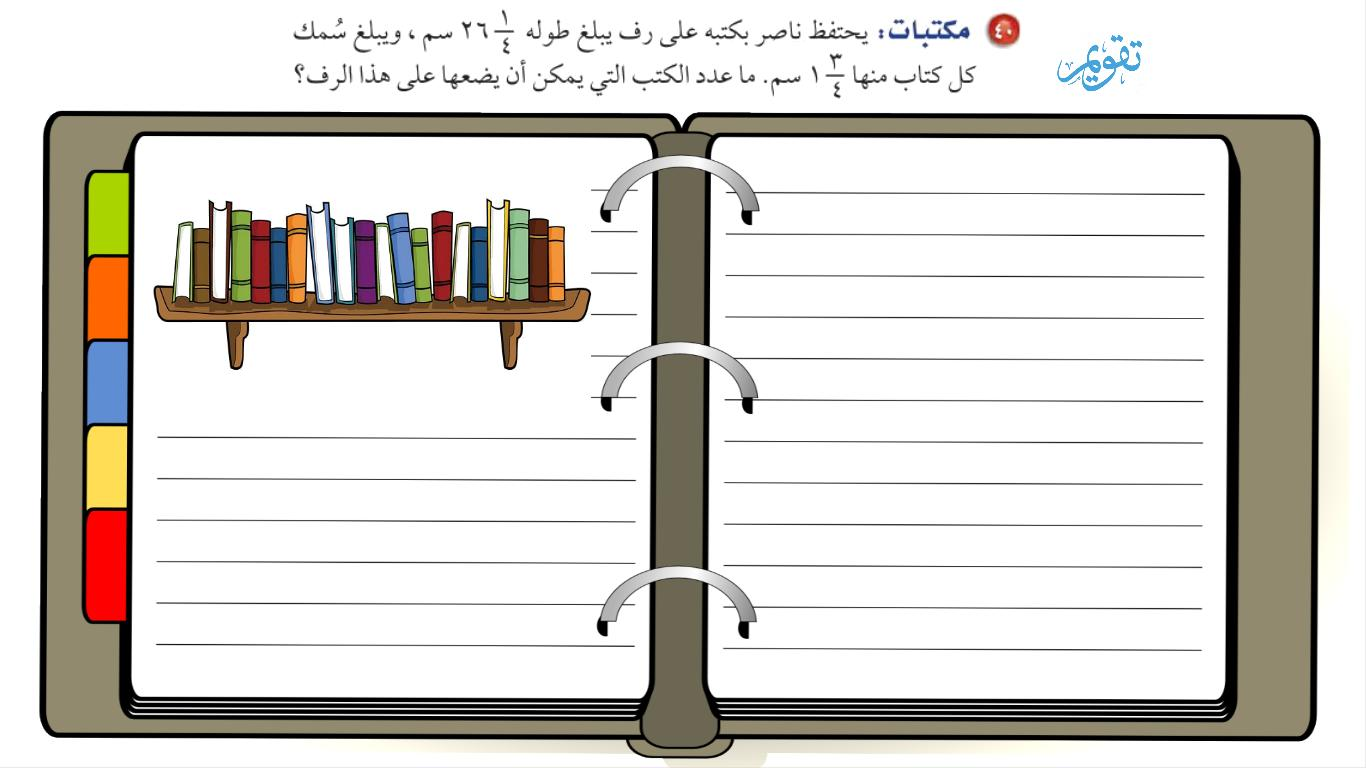 ٤٠ مكتبات: يحتفظ ناصر بكتبه على رف يبلغ طوله ٢٦ ١/٤ سم ، ويبلغ سُمك
كل كتاب منها ١ ٣/٤ سم. ما عدد الكتب التي يمكن أن يضعها على هذا الرف؟
تقويم